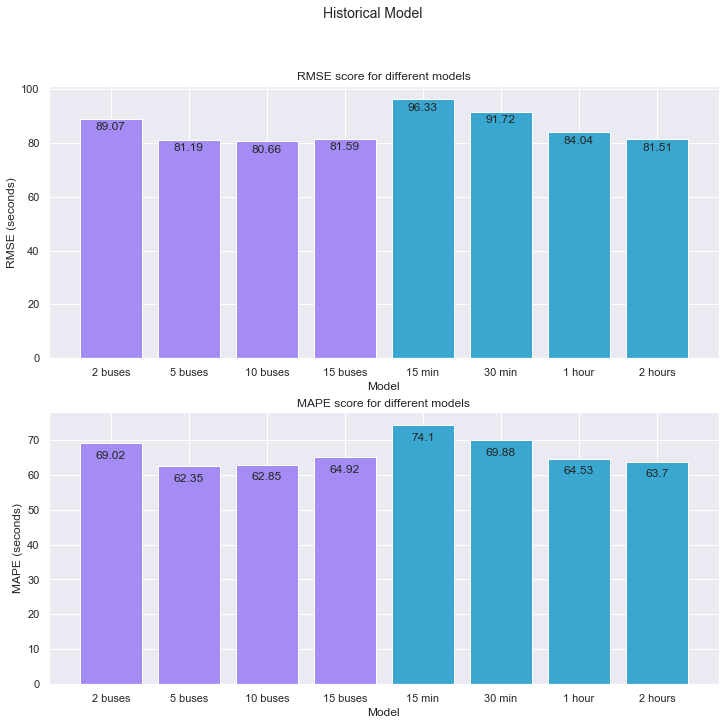 Historical Model
RMSE score for different models
100
80
60
40
20
0
RMSE (seconds)
89.07
81.19
80.66
81.59
96.33
91.72
84.04
81.51
2 buses
5 buses
10 buses
15 buses
15 min
30 min
1 hour
2 hours
Model
MAPE score for different models
70
60
50
40
30
20
10
0
MAPE (seconds)
69.02
62.35
62.85
64.92
74.1
69.88
64.53
63.7
2 buses
5 buses
10 buses
15 buses
15 min
30 min
1 hour
2 hours
Model